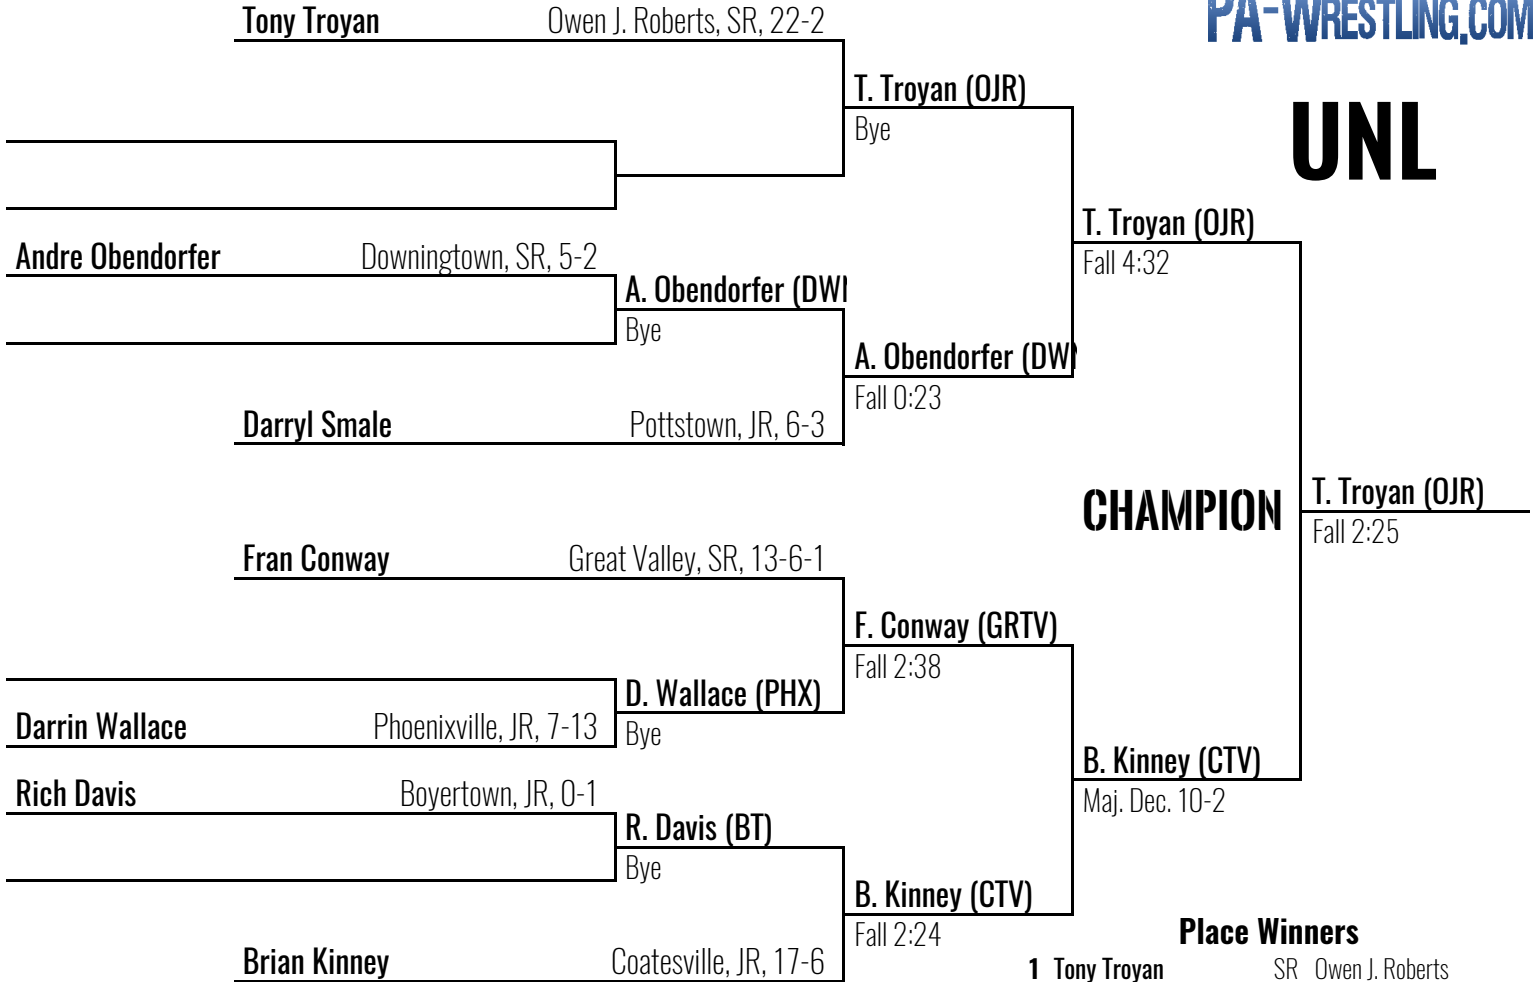 Tony Troyan Owen J. Roberts, SR, 22-2
PA-WRESTLING.COM
T. Troyan (OJR)
Bye
UNL
T. Troyan (OJR)
Fall 4:32
Andre Obendorfer Downingtown, SR, 5-2
A. Obendorfer (DW
Bye
A. Obendorfer (DW
Fall 0:23
Darryl Smale Pottstown, JR, 6-3
CHAMPION
T. Troyan (OJR)
Fall 2:25
Fran Conway Great Valley, SR, 13-6-1
F. Conway (GRTV)
Fall 2:38
D. Wallace (PHX)
Darrin Wallace Phoenixville, JR, 7-13
Bye
B. Kinney (CTV)
Maj. Dec. 10-2
Rich Davis Boyertown, JR, 0-1
R. Davis (BT)
Bye
B. Kinney (CTV)
Fall 2:24
Brian Kinney Coatesville, JR, 17-6
Place Winners
1 Tony Troyan SR Owen J. Roberts